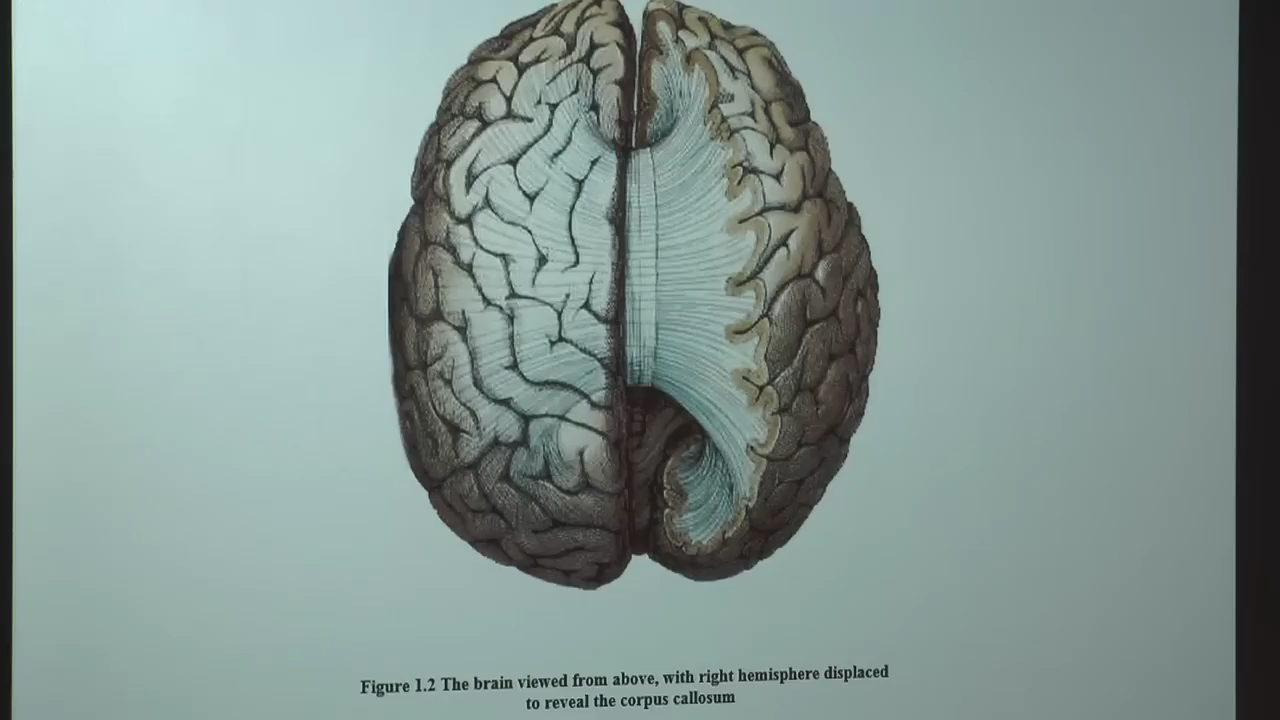 Figure 1.2 The brain viewed from above, with right hemisphere displaced
to reveal the corpus callosum